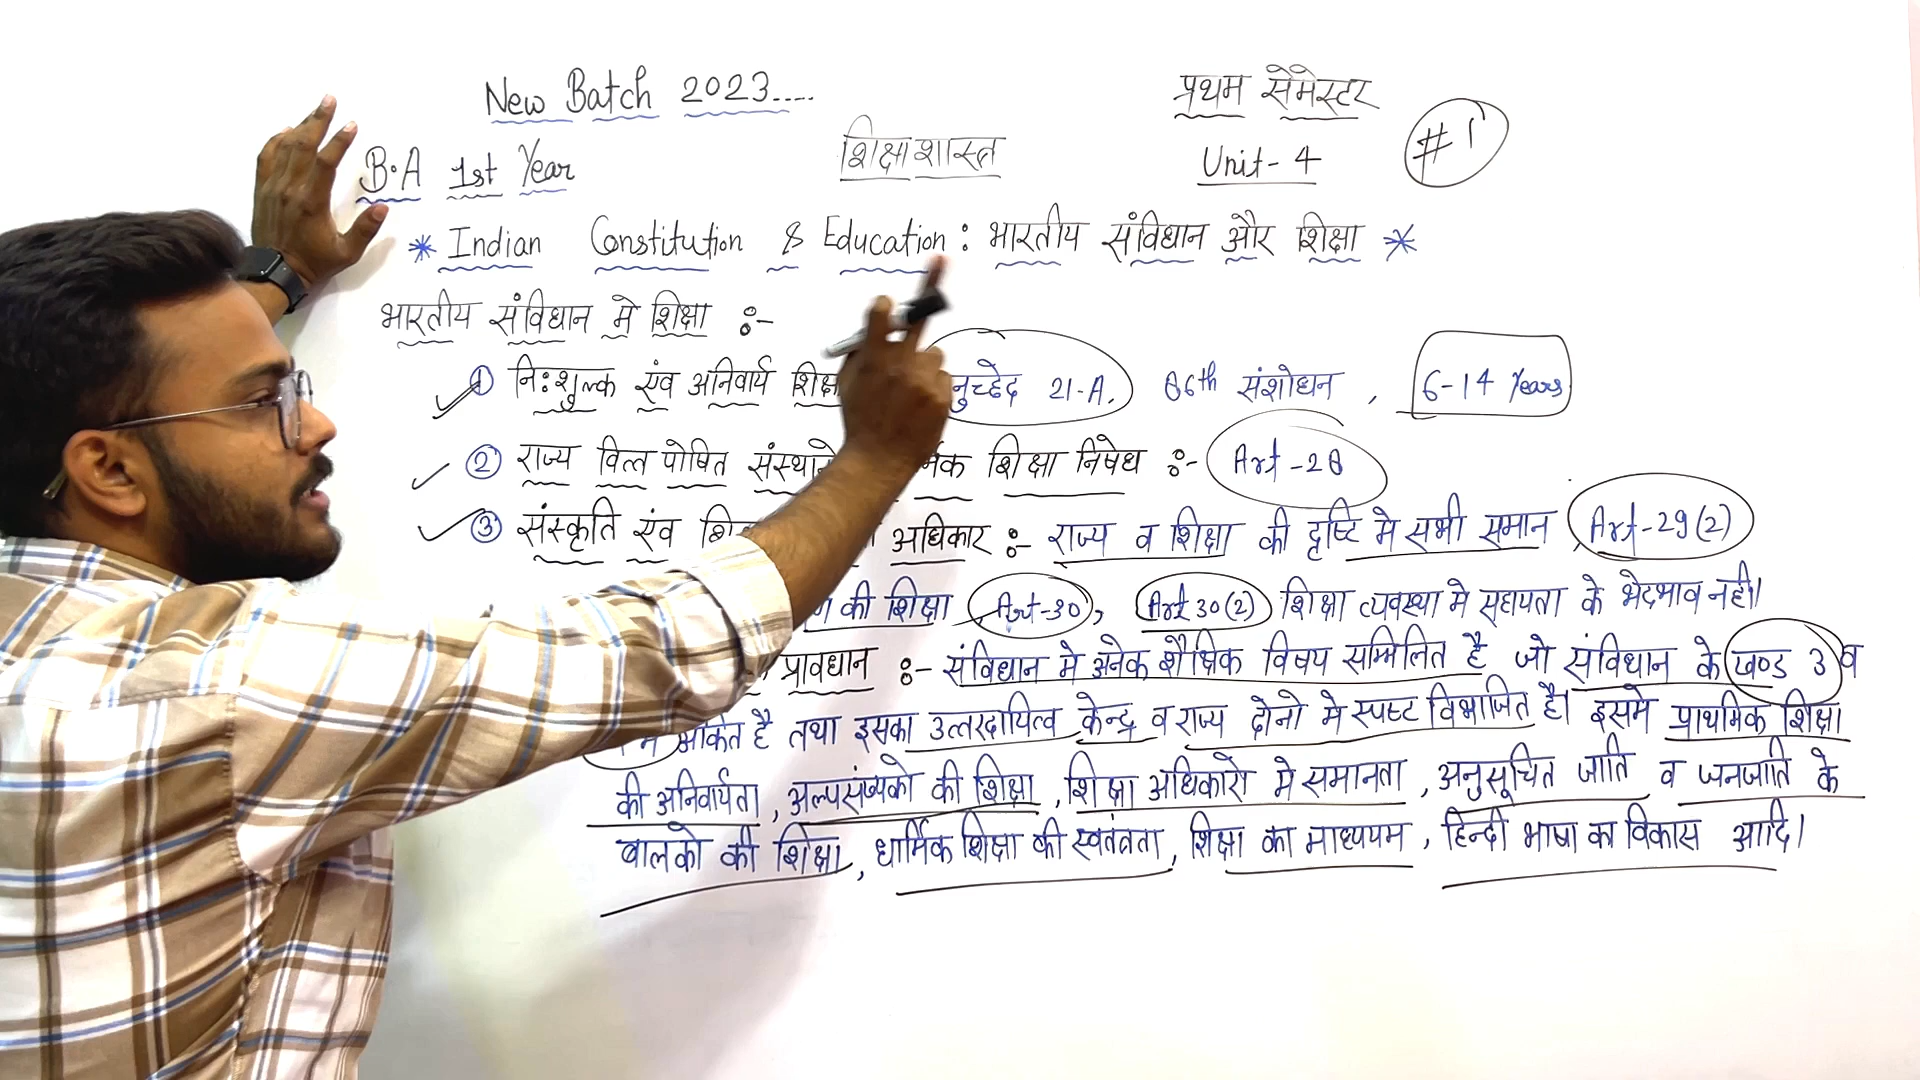 New Batch 2023..... प्रथम सेमेस्टर
B.A 1st Year शिक्षाशास्त्र Unit-4 #1
* Indian Constitution & Education : भारतीय संविधान और शिक्षा *
भारतीय संविधान मे शिक्षा :-
① नि:शुल्क एंव अनिवार्य 21-A, 86th संशोधन , 6-14 Years
② राज्य वित्त पोषित शिक्षा निषेध :- Art-28
③ संस्कृति एंव अधिकार :- राज्य व शिक्षा की दृष्टि मे सभी समान , Art-29(2)
की शिक्षा , Art-30, Art 30(2) शिक्षा व्यवस्था मे सहायता के भेदभाव नही।
प्रावधान :- संविधान मे अनेक शैक्षिक विषय सम्मिलित है जो संविधान के खण्ड 3 व
मे अंकित है तथा इसका उत्तरदायित्व केन्द्र व राज्य दोनो मे स्पष्ट विभाजित है। इसमे प्राथमिक शिक्षा
की अनिवार्यता , अल्पसंख्यको की शिक्षा , शिक्षा अधिकारो मे समानता , अनुसूचित जाति व जनजाति के
बालको की शिक्षा , धार्मिक शिक्षा की स्वतंत्रता , शिक्षा का माध्ययम , हिन्दी भाषा का विकास आदि।